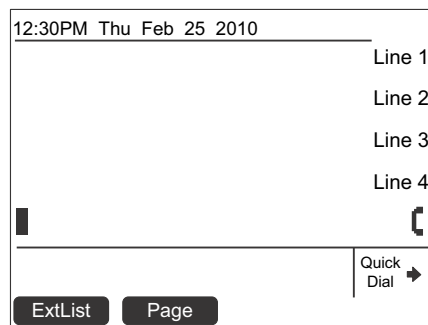 12:30PM Thu Feb 25 2010
Line 1
Line 2
Line 3
Line 4
Quick
Dial
ExtList Page